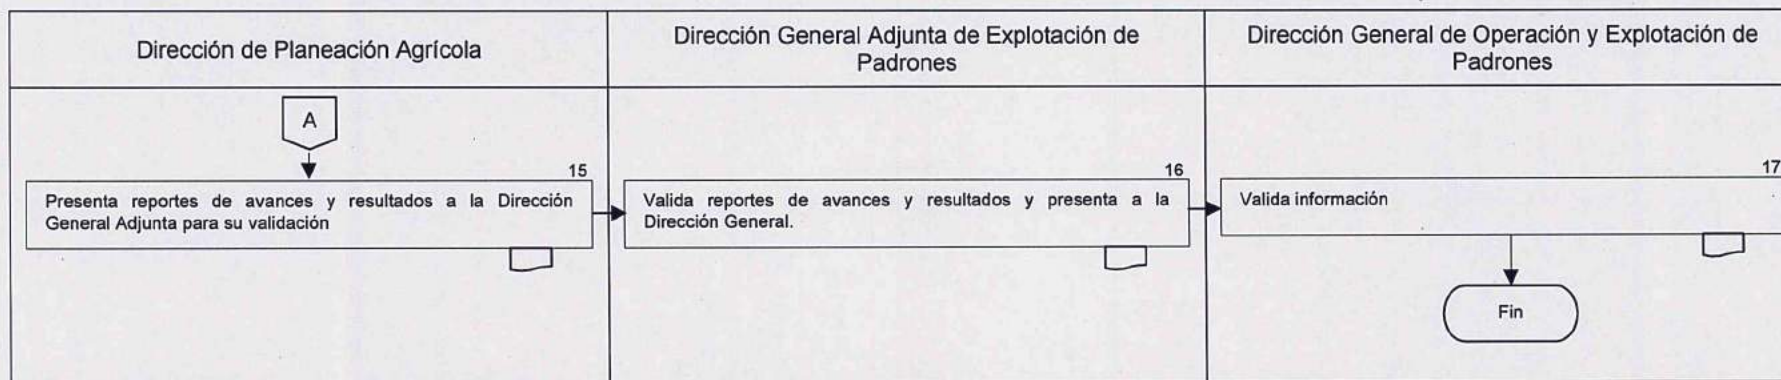 Dirección de Planeación Agrícola
Dirección General Adjunta de Explotación de
Padrones
Dirección General de Operación y Explotación de
Padrones
A
15
Presenta reportes de avances y resultados a la Dirección
General Adjunta para su validación
16
Valida reportes de avances y resultados y presenta a la
Dirección General.
17
Valida información
Fin